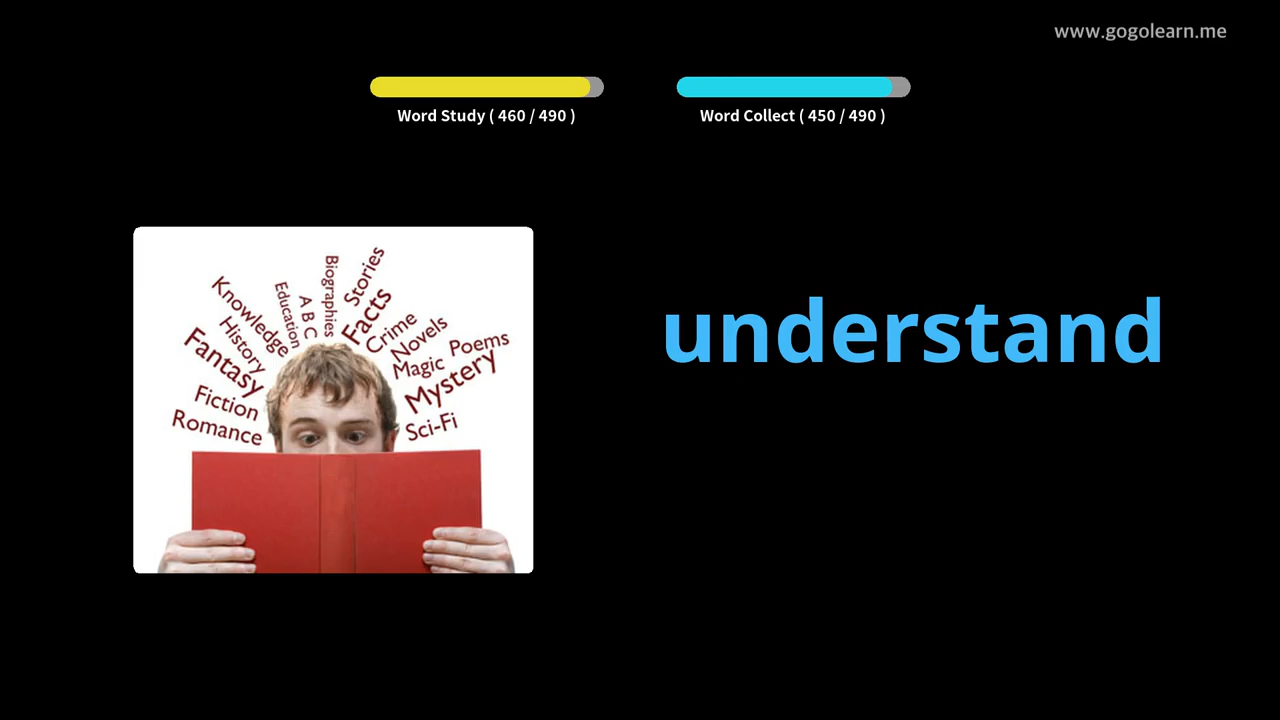 www.gogolearn.me
Word Study ( 460 / 490 )
Word Collect ( 450 / 490 )
understand
Romance
Fiction
Fantasy
History
Knowledge
Education
A B C
Biographies
Stories
Facts
Crime
Novels
Magic
Poems
Mystery
Sci-Fi